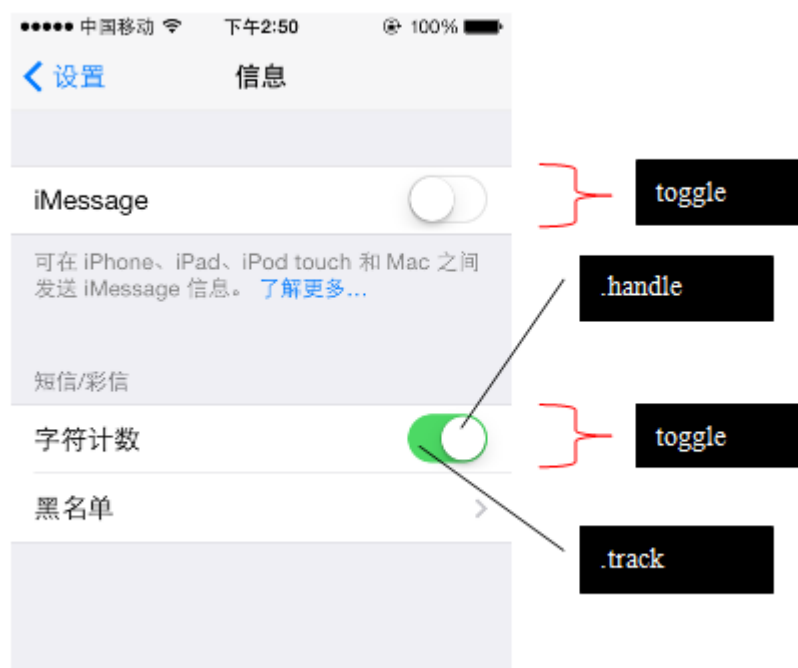 中国移动 下午2:50 100%
设置 信息
iMessage
toggle
可在 iPhone、iPad、iPod touch 和 Mac 之间
发送 iMessage 信息。 了解更多...
.handle
短信/彩信
字符计数
toggle
黑名单
.track